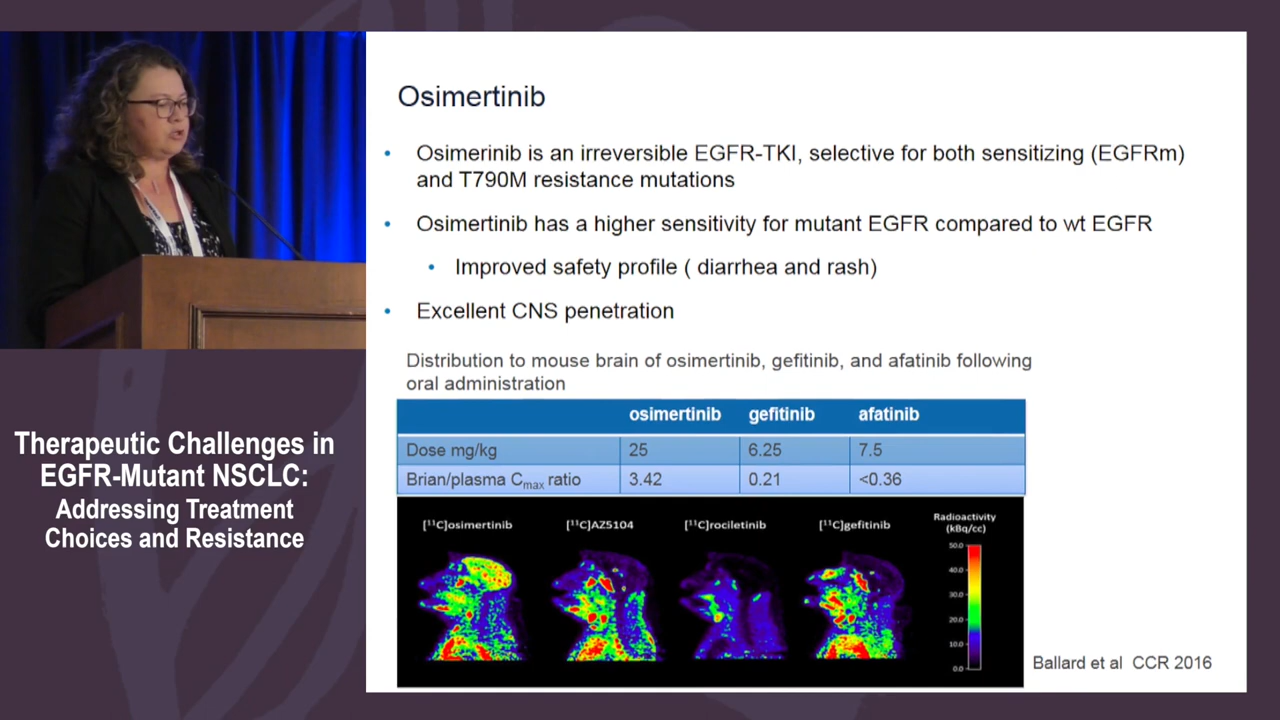 Osimertinib
• Osimerinib is an irreversible EGFR-TKI, selective for both sensitizing (EGFRm)
and T790M resistance mutations
• Osimertinib has a higher sensitivity for mutant EGFR compared to wt EGFR
• Improved safety profile ( diarrhea and rash)
• Excellent CNS penetration
Distribution to mouse brain of osimertinib, gefitinib, and afatinib following
oral administration
osimertinib gefitinib afatinib
Dose mg/kg 25 6.25 7.5
Brian/plasma Cmax ratio 3.42 0.21 <0.36
[¹¹C]osimertinib [¹¹C]AZ5104 [¹¹C]rociletinib [¹¹C]gefitinib
Radioactivity
(kBq/cc)
50.0
40.0
30.0
20.0
10.0
0.0
Ballard et al CCR 2016
Therapeutic Challenges in
EGFR-Mutant NSCLC:
Addressing Treatment
Choices and Resistance